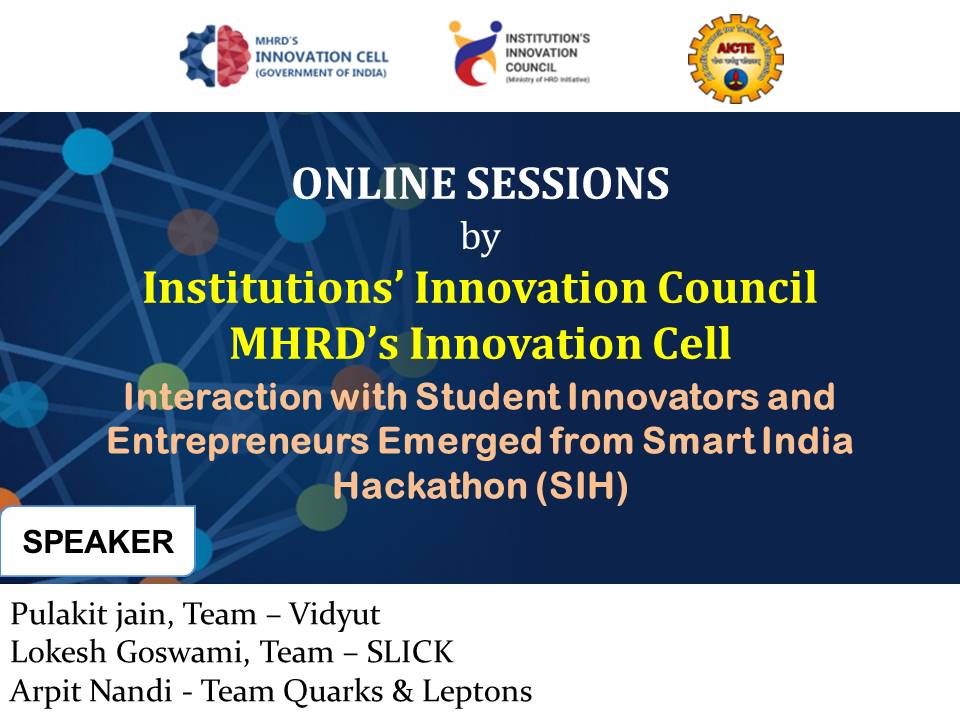 MHRD'S
INNOVATION CELL
(GOVERNMENT OF INDIA)
INSTITUTION'S
INNOVATION
COUNCIL
(Ministry of HRD Initiative)
AICTE
ONLINE SESSIONS
by
Institutions’ Innovation Council
MHRD’s Innovation Cell
Interaction with Student Innovators and
Entrepreneurs Emerged from Smart India
Hackathon (SIH)
SPEAKER
Pulakit jain, Team – Vidyut
Lokesh Goswami, Team – SLICK
Arpit Nandi - Team Quarks & Leptons